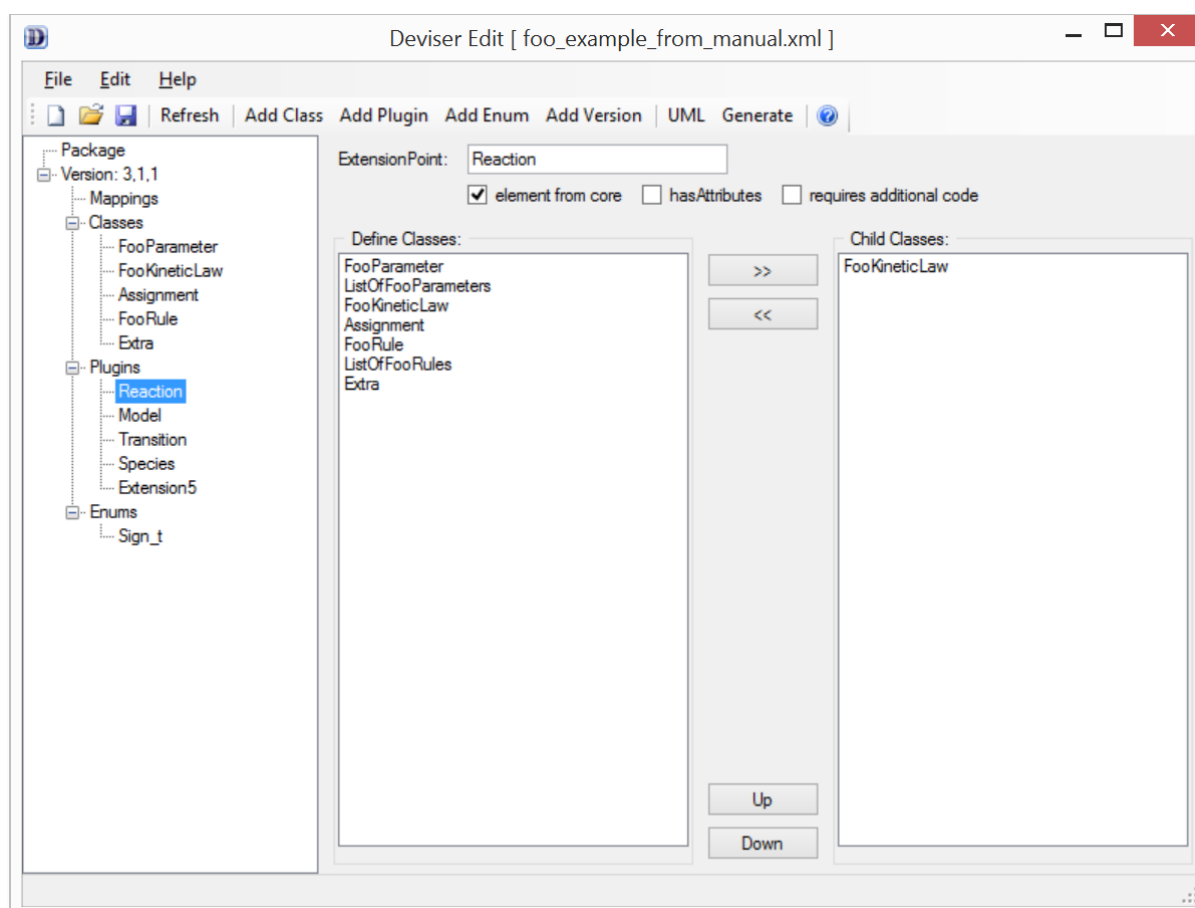 Deviser Edit [ foo_example_from_manual.xml ]
File Edit Help
Refresh Add Class Add Plugin Add Enum Add Version UML Generate
Package
Version: 3,1,1
Mappings
Classes
FooParameter
FooKineticLaw
Assignment
FooRule
Extra
Plugins
Reaction
Model
Transition
Species
Extension5
Enums
Sign_t
ExtensionPoint: Reaction
element from core hasAttributes requires additional code
Define Classes:
FooParameter
ListOfFooParameters
FooKineticLaw
Assignment
FooRule
ListOfFooRules
Extra
>>
<<
Up
Down
Child Classes:
FooKineticLaw